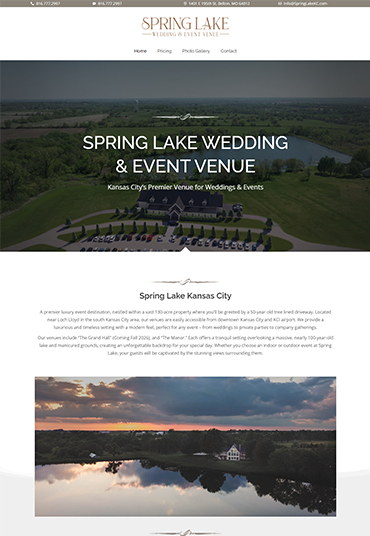 816.777.2997
816.777.2997
1401 E 195th St, Belton, MO 64012
info@SpringLakeKC.com
SPRING LAKE
WEDDING & EVENT VENUE
Home Pricing Photo Gallery Contact
SPRING LAKE WEDDING
& EVENT VENUE
Kansas City's Premier Venue for Weddings & Events
Spring Lake Kansas City
A premier luxury event destination, nestled within a vast 130-acre property where you'll be greeted by a 50-year-old tree lined driveway. Located
near Loch Lloyd in the south Kansas City area, our venues are easily accessible from downtown Kansas City and KCI airport. We provide a
luxurious and timeless setting with a modern feel, perfect for any event – from weddings to private parties to company gatherings.
Our venues include "The Grand Hall" (Coming Fall 2026), and "The Manor." Each offers a tranquil setting overlooking a massive, nearly 100-year-old
lake and manicured grounds, creating an unforgettable backdrop for your special day. Whether you choose an indoor or outdoor event at Spring
Lake, your guests will be captivated by the stunning views surrounding them.